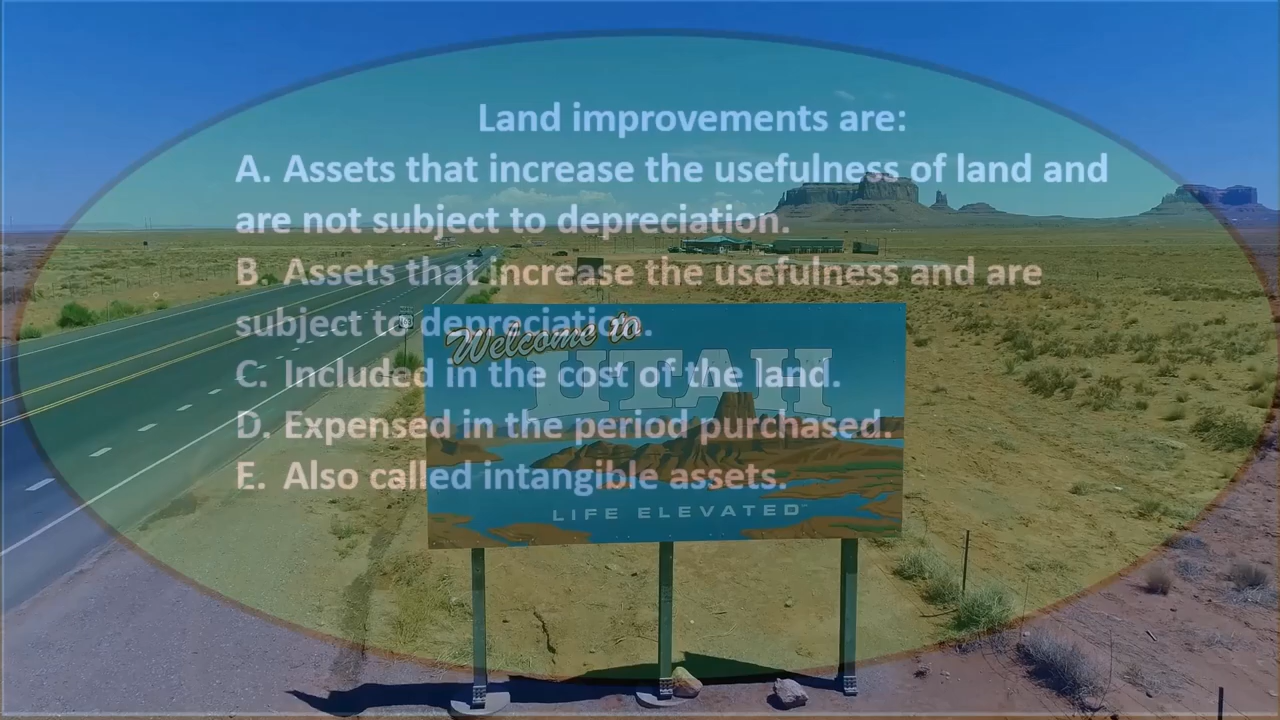 Land improvements are:
A. Assets that increase the usefulness of land and
are not subject to depreciation.
B. Assets that increase the usefulness and are
subject to depreciation.
C. Included in the cost of the land.
D. Expensed in the period purchased.
E. Also called intangible assets.
Welcome to
UTAH
LIFE ELEVATED™